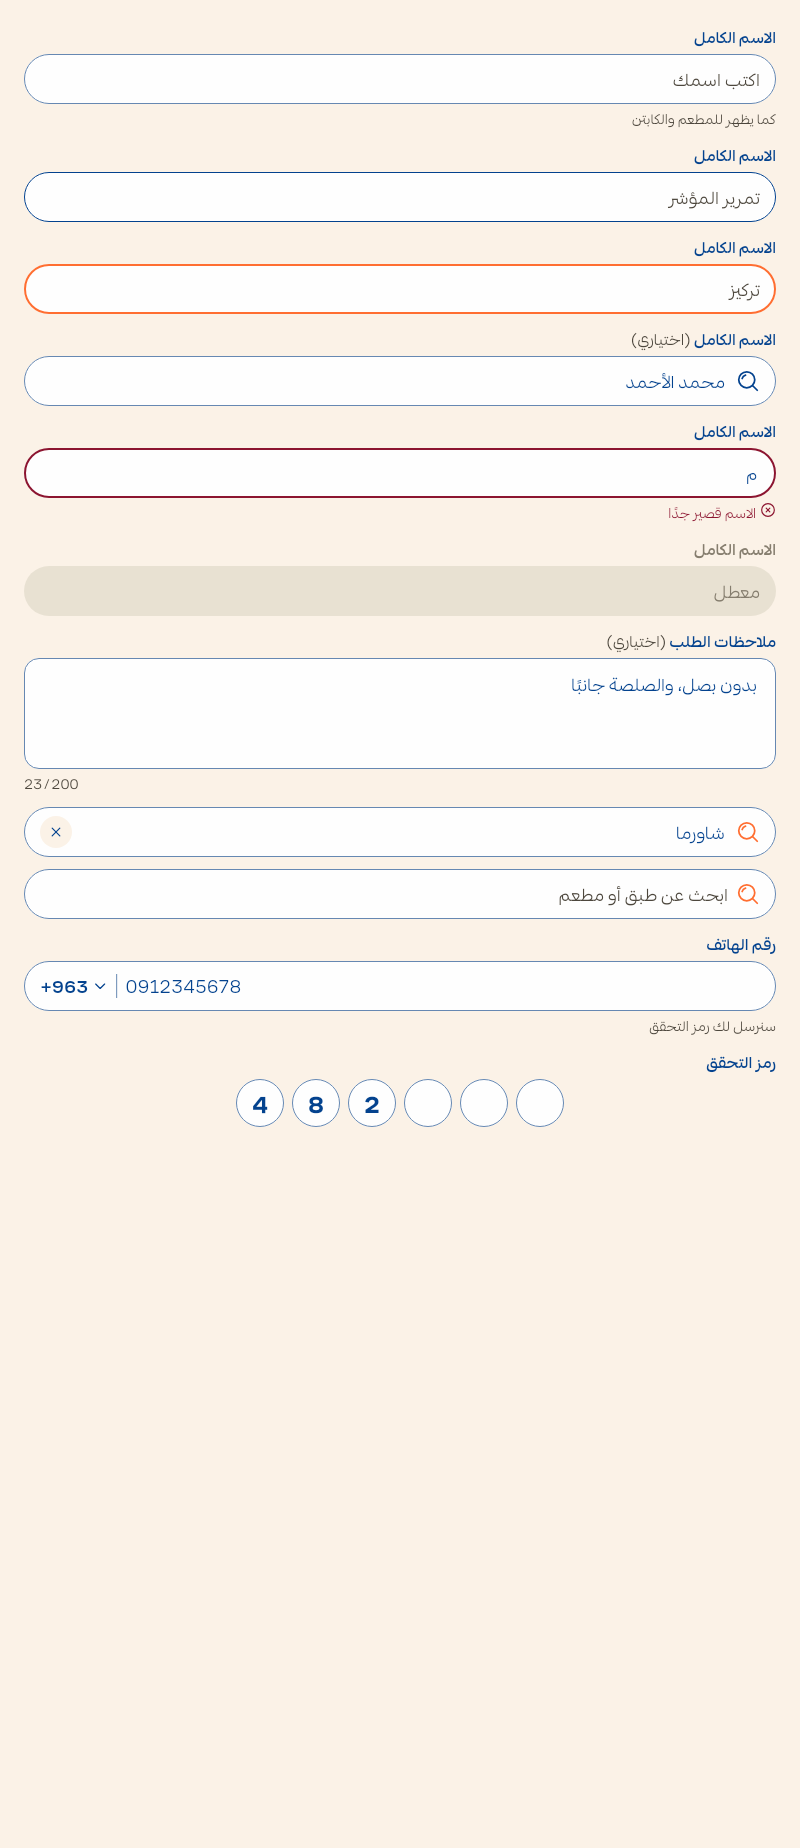 الاسم الكامل
اكتب اسمك
كما يظهر للمطعم والكابتن
الاسم الكامل
تمرير المؤشر
الاسم الكامل
تركيز
الاسم الكامل (اختياري)
محمد الأحمد
الاسم الكامل
م
الاسم قصير جدًا
الاسم الكامل
معطل
ملاحظات الطلب (اختياري)
بدون بصل، والصلصة جانبًا
23/200
شاورما
ابحث عن طبق أو مطعم
رقم الهاتف
+963 0912345678
سنرسل لك رمز التحقق
رمز التحقق
4 8 2